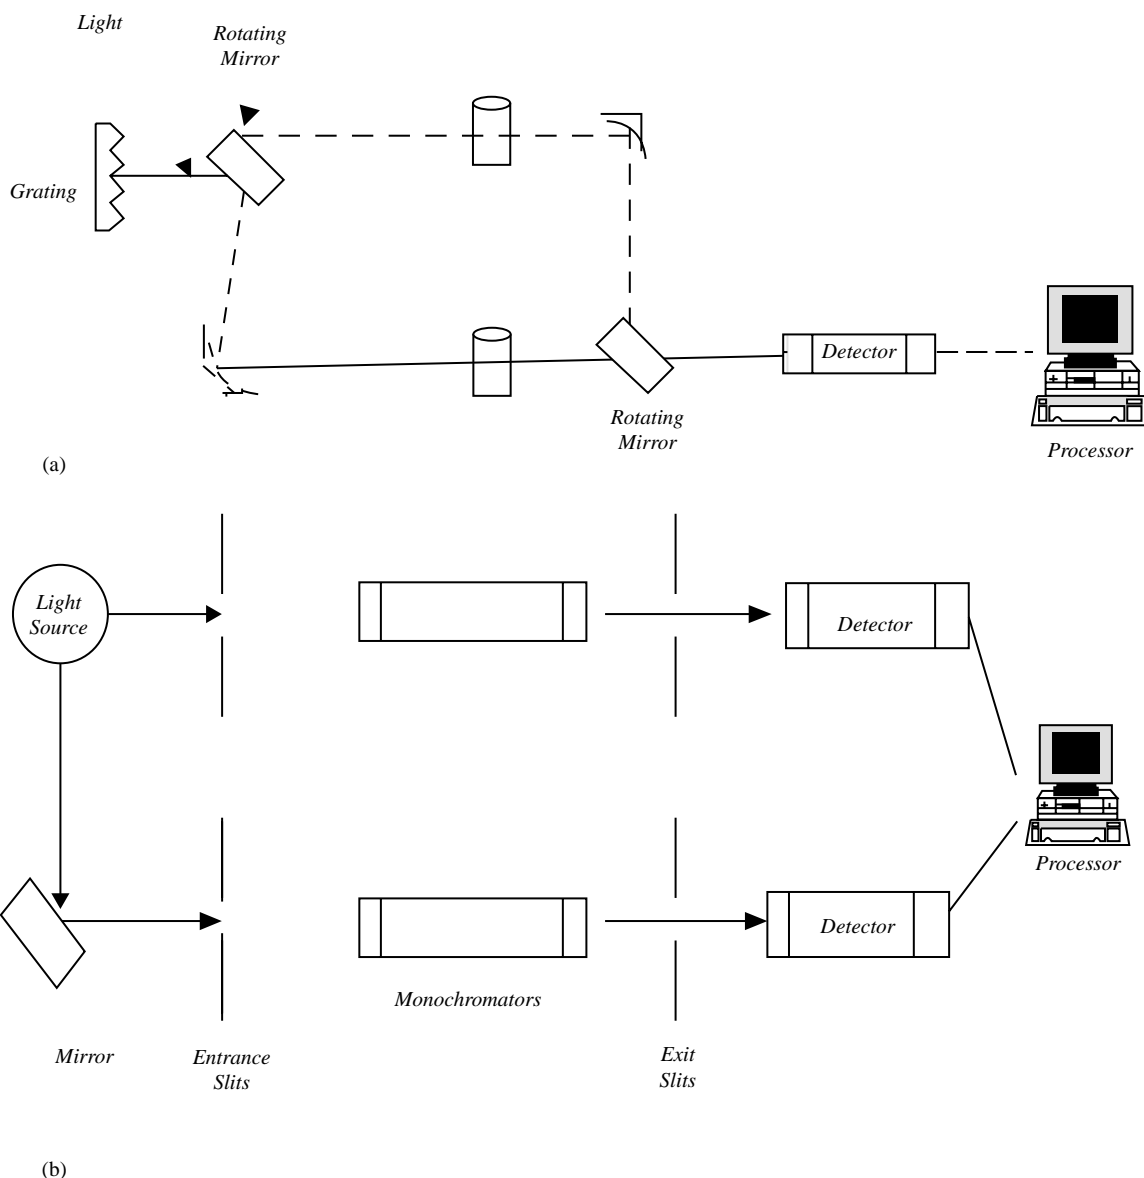 Light
Rotating
Mirror
Grating
Detector
Rotating
Mirror
Processor
(a)
Light
Source
Detector
Processor
Detector
Monochromators
Mirror
Entrance
Slits
Exit
Slits
(b)